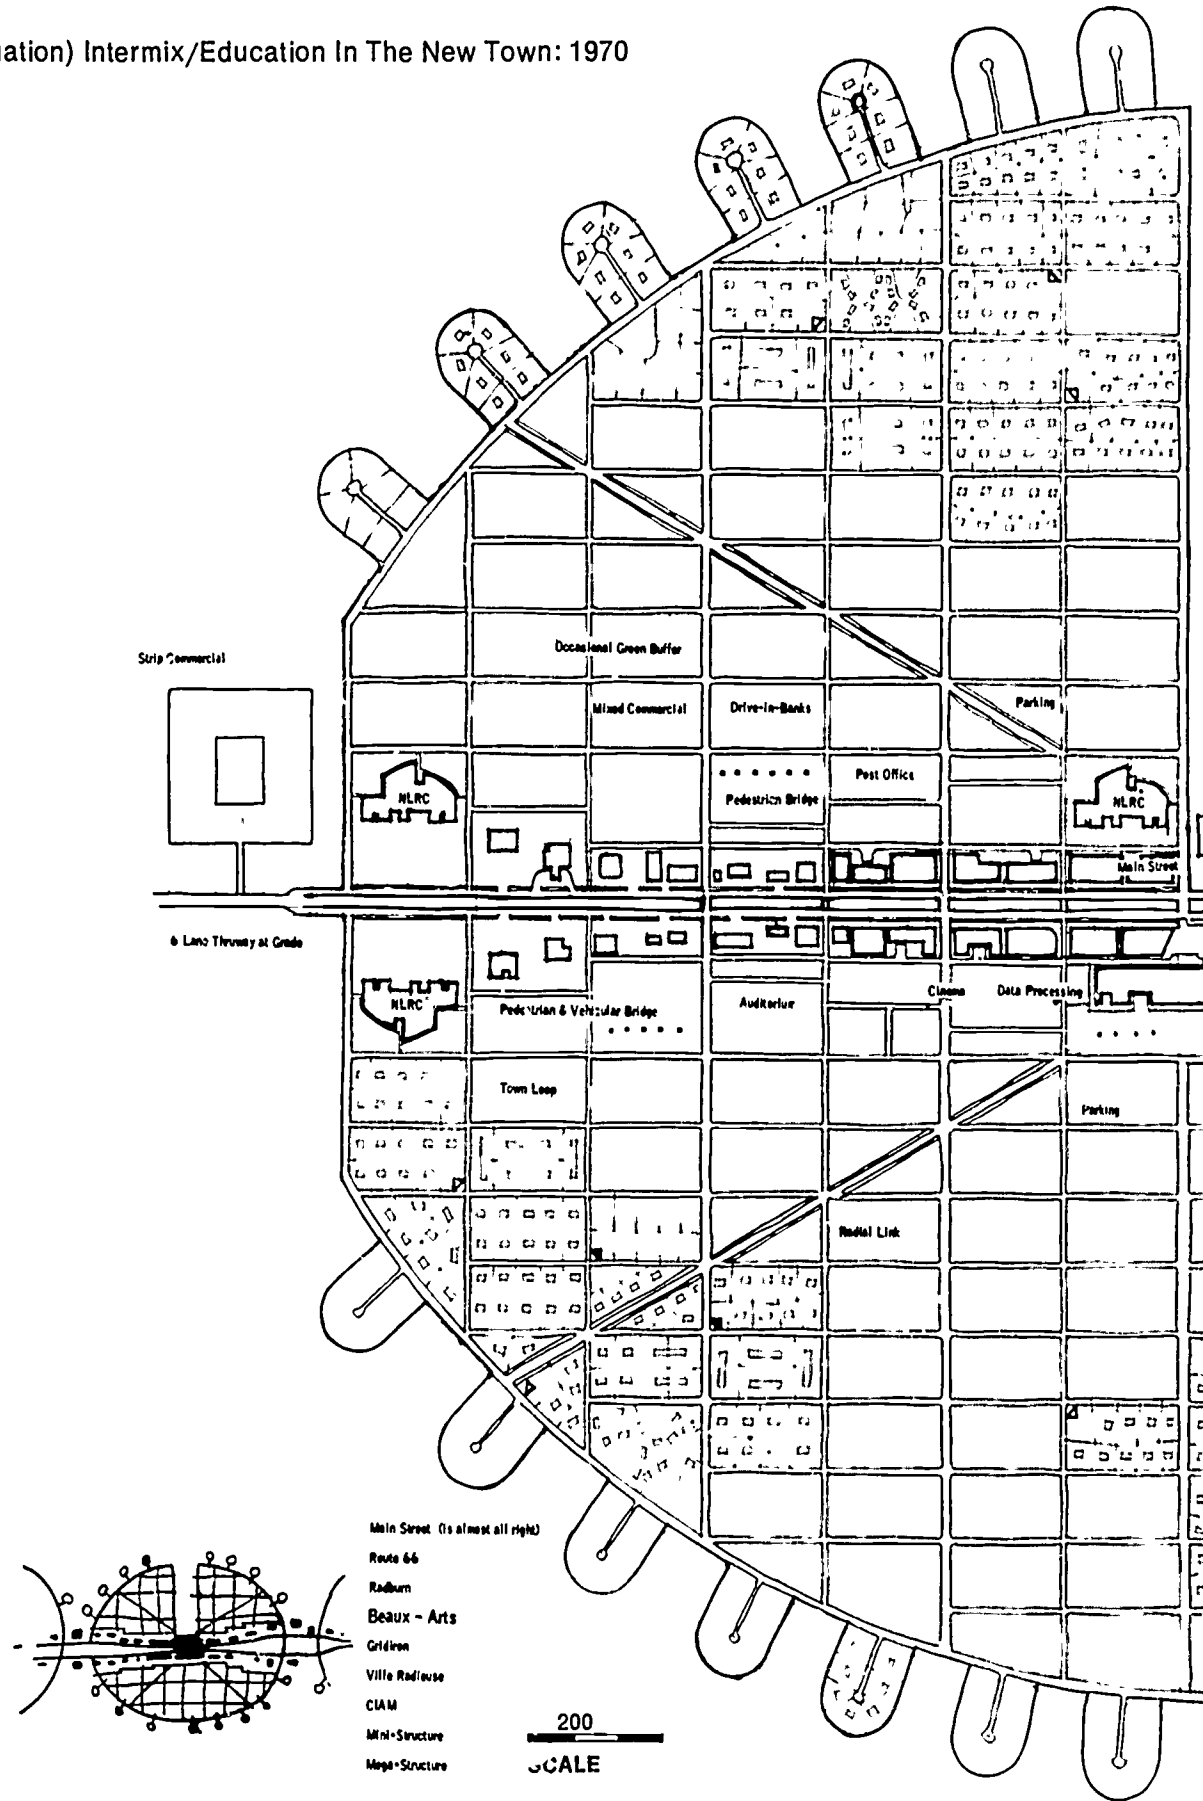 uation) Intermix/Education In The New Town: 1970
Strip Commercial
Occasional Green Buffer
Mixed Commercial
Drive-In-Banks
Parking
Post Office
Pedestrian Bridge
NLRC
NLRC
Main Street
6 Lane Thruway at Grade
NLRC
Pedestrian & Vehicular Bridge
Auditorium
Cinema
Data Processing
Town Loop
Parking
Radial Link
Main Street (is almost all right)
Route 66
Radburn
Beaux - Arts
Gridiron
Ville Radieuse
CIAM
Mini-Structure
Mega-Structure
200
SCALE